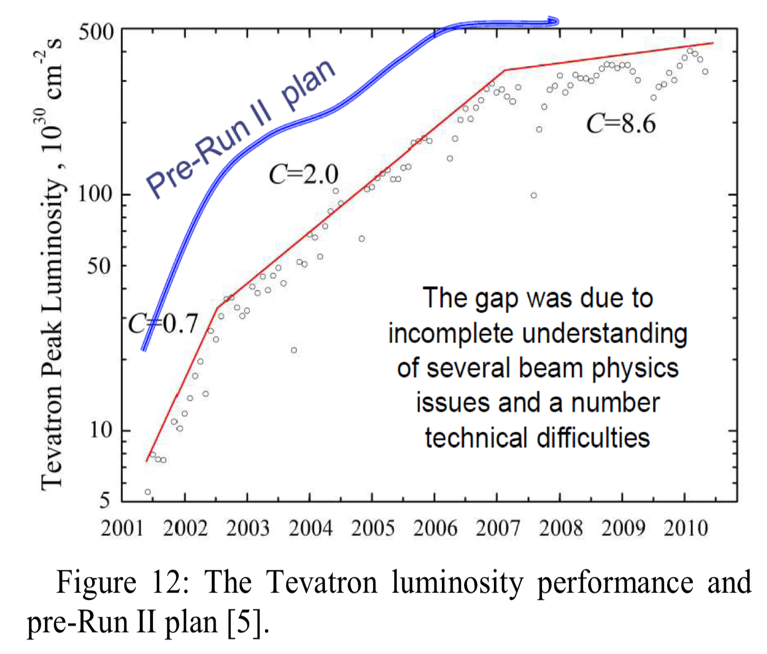 500
100
50
10
5
Tevatron Peak Luminosity , 10³⁰ cm⁻²s
Pre-Run II plan
C=2.0
C=8.6
C=0.7
The gap was due to
incomplete understanding
of several beam physics
issues and a number
technical difficulties
2001 2002 2003 2004 2005 2006 2007 2008 2009 2010
Figure 12: The Tevatron luminosity performance and
pre-Run II plan [5].